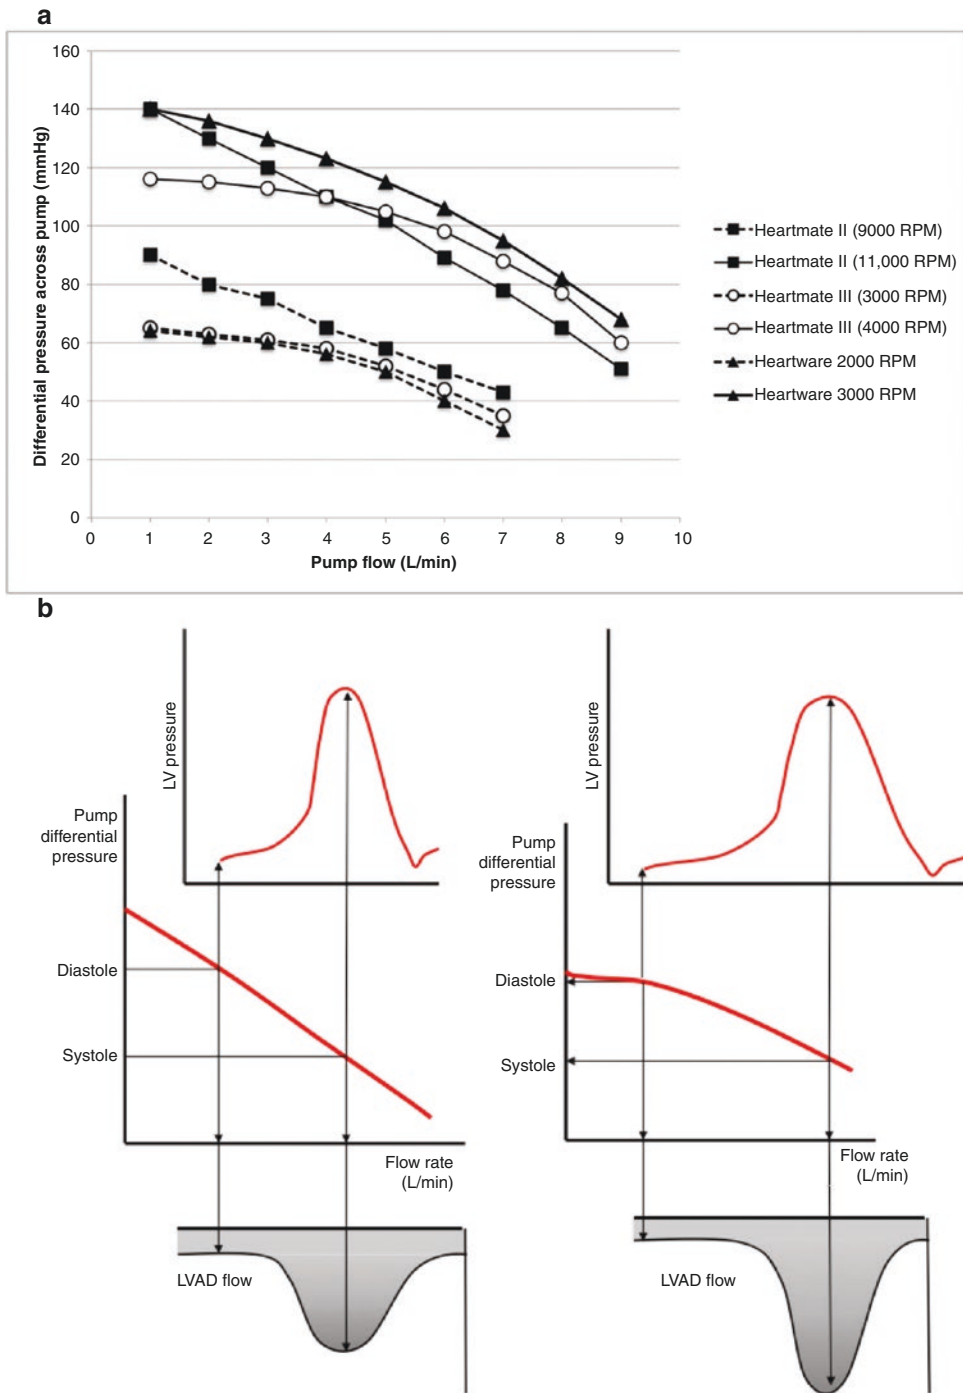 a
160
140
120
100
80
60
40
20
0
Differential pressure across pump (mmHg)
0 1 2 3 4 5 6 7 8 9 10
Pump flow (L/min)
Heartmate II (9000 RPM)
Heartmate II (11,000 RPM)
Heartmate III (3000 RPM)
Heartmate III (4000 RPM)
Heartware 2000 RPM
Heartware 3000 RPM
b
LV pressure
Pump
differential
pressure
Diastole
Systole
Flow rate
(L/min)
LVAD flow
LV pressure
Pump
differential
pressure
Diastole
Systole
Flow rate
(L/min)
LVAD flow